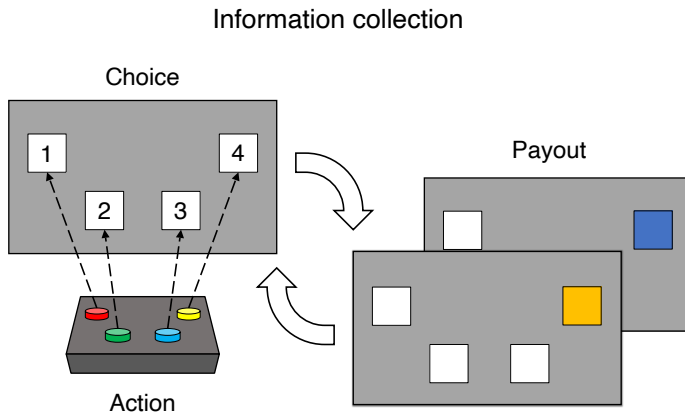 Information collection
Choice
1
4
2
3
Payout
Action